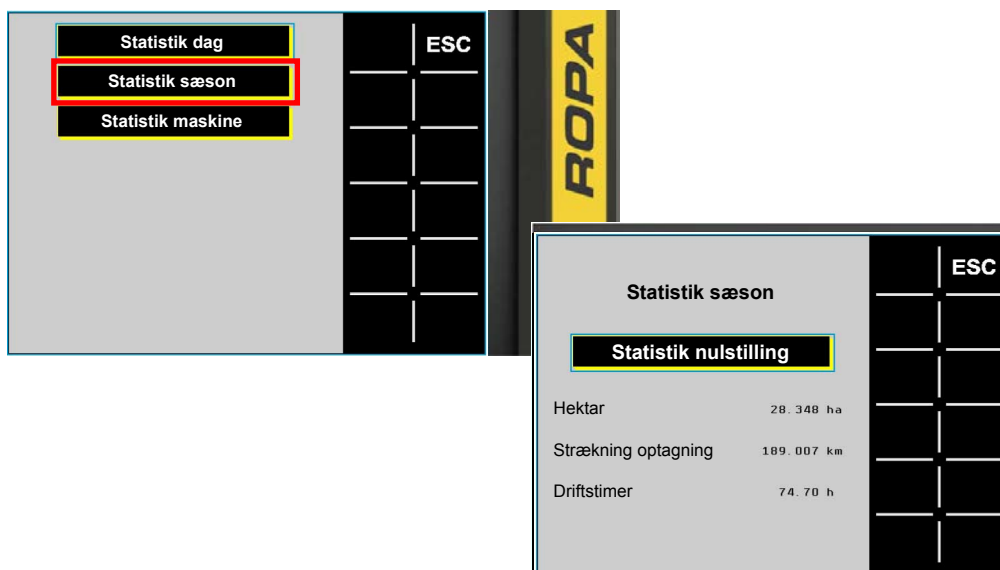 Statistik dag
ESC
Statistik sæson
Statistik maskine
ROPA
ESC
Statistik sæson
Statistik nulstilling
Hektar 28.348 ha
Strækning optagning 189.007 km
Driftstimer 74.70 h